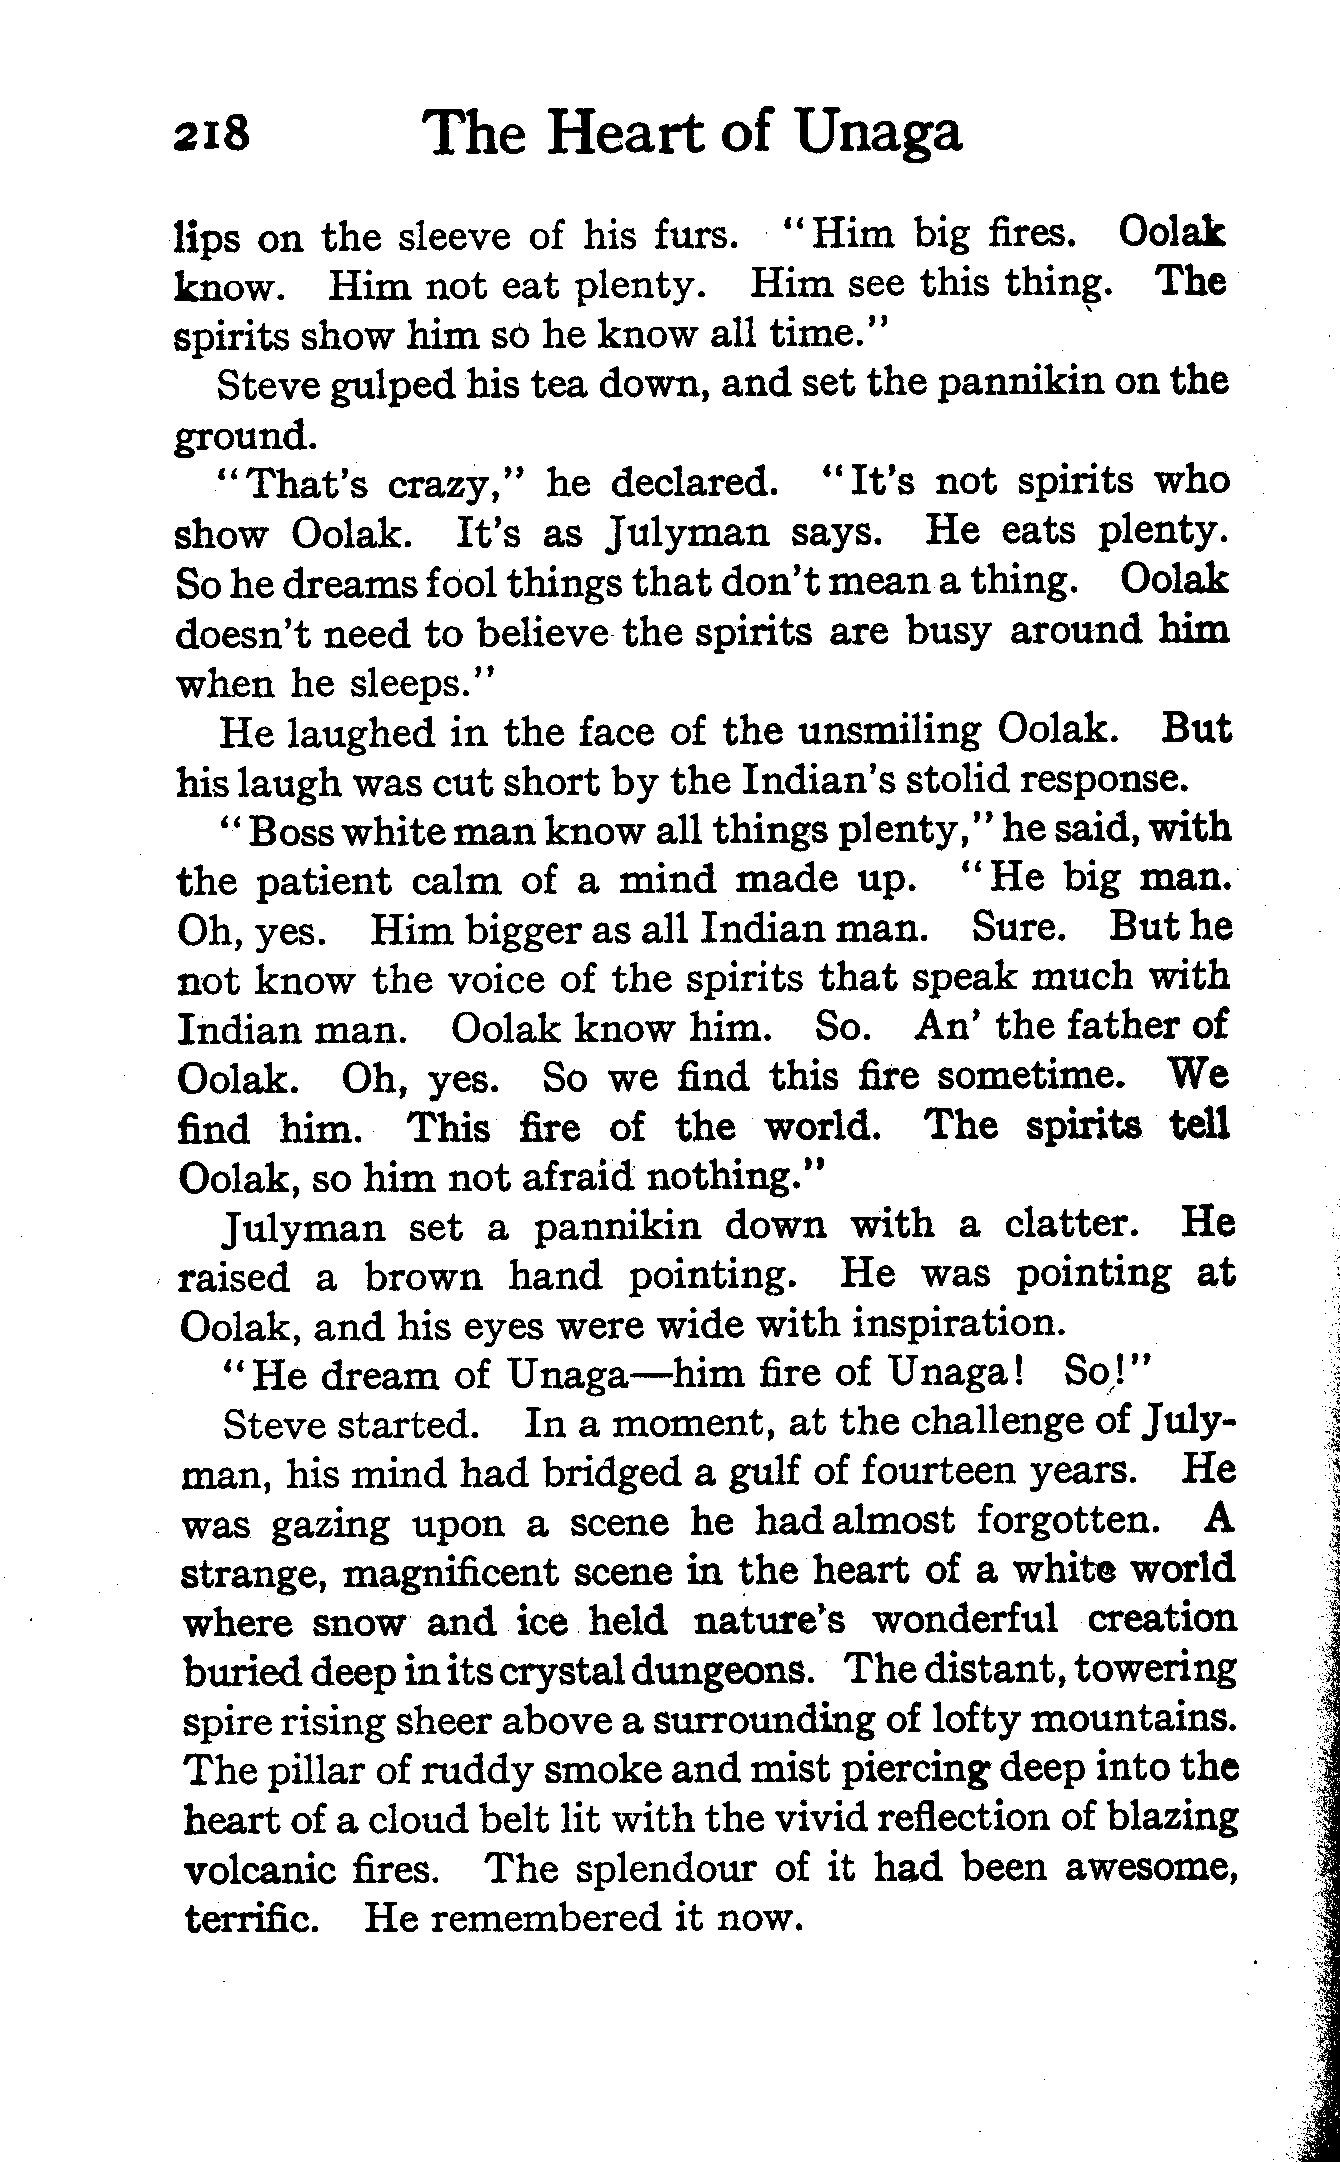 218 The Heart of Unaga
lips on the sleeve of his furs. "Him big fires. Oolak
know. Him not eat plenty. Him see this thing. The
spirits show him so he know all time."
Steve gulped his tea down, and set the pannikin on the
ground.
"That's crazy," he declared. "It's not spirits who
show Oolak. It's as Julyman says. He eats plenty.
So he dreams fool things that don't mean a thing. Oolak
doesn't need to believe the spirits are busy around him
when he sleeps."
He laughed in the face of the unsmiling Oolak. But
his laugh was cut short by the Indian's stolid response.
"Boss white man know all things plenty," he said, with
the patient calm of a mind made up. "He big man.
Oh, yes. Him bigger as all Indian man. Sure. But he
not know the voice of the spirits that speak much with
Indian man. Oolak know him. So. An' the father of
Oolak. Oh, yes. So we find this fire sometime. We
find him. This fire of the world. The spirits tell
Oolak, so him not afraid nothing."
Julyman set a pannikin down with a clatter. He
raised a brown hand pointing. He was pointing at
Oolak, and his eyes were wide with inspiration.
"He dream of Unaga—him fire of Unaga! So!"
Steve started. In a moment, at the challenge of July-
man, his mind had bridged a gulf of fourteen years. He
was gazing upon a scene he had almost forgotten. A
strange, magnificent scene in the heart of a white world
where snow and ice held nature's wonderful creation
buried deep in its crystal dungeons. The distant, towering
spire rising sheer above a surrounding of lofty mountains.
The pillar of ruddy smoke and mist piercing deep into the
heart of a cloud belt lit with the vivid reflection of blazing
volcanic fires. The splendour of it had been awesome,
terrific. He remembered it now.